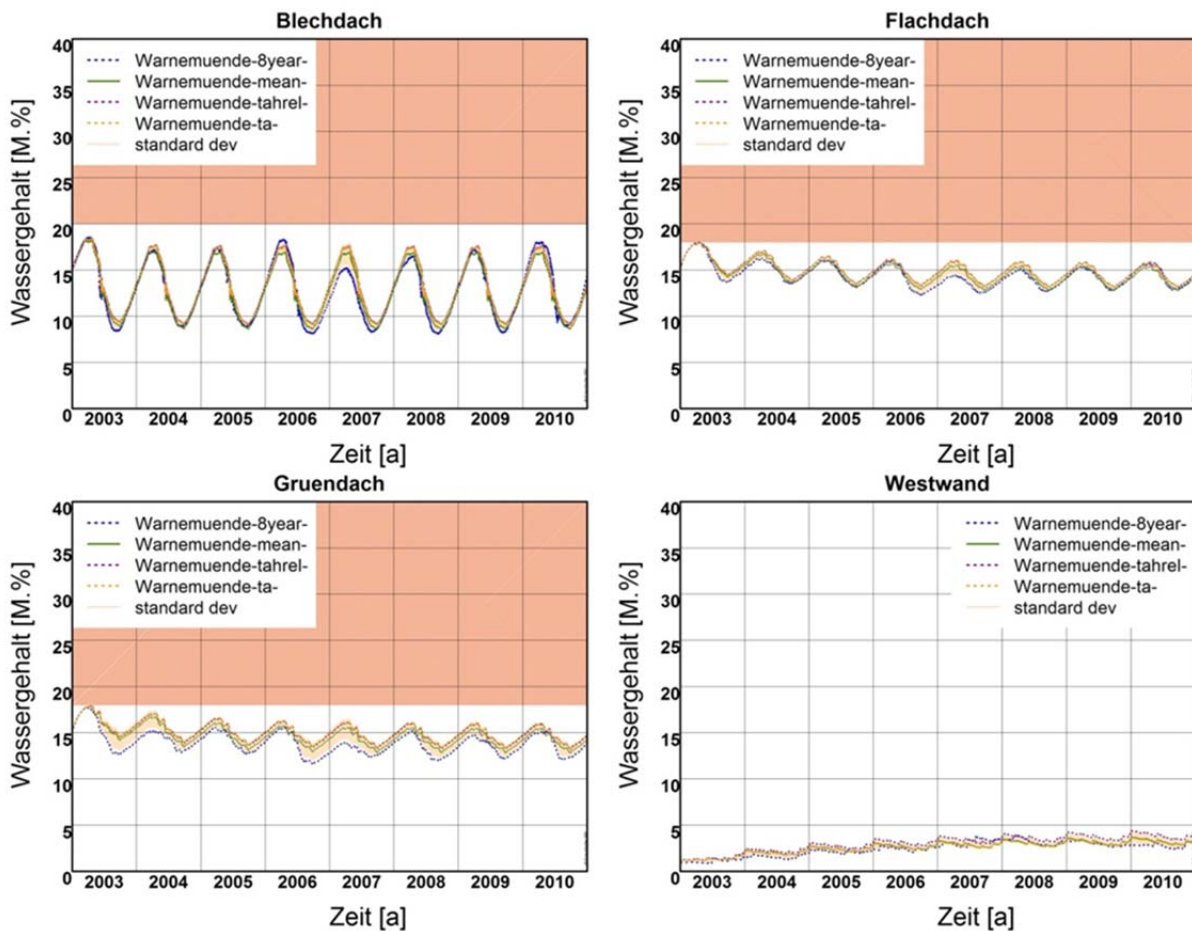 Blechdach
Wassergehalt [M.%]
40
35
30
25
20
15
10
5
0
Warnemuende-8year-
Warnemuende-mean-
Warnemuende-tahrel-
Warnemuende-ta-
standard dev
2003 2004 2005 2006 2007 2008 2009 2010
Zeit [a]
Flachdach
Wassergehalt [M.%]
40
35
30
25
20
15
10
5
0
Warnemuende-8year-
Warnemuende-mean-
Warnemuende-tahrel-
Warnemuende-ta-
standard dev
2003 2004 2005 2006 2007 2008 2009 2010
Zeit [a]
Gruendach
Wassergehalt [M.%]
40
35
30
25
20
15
10
5
0
Warnemuende-8year-
Warnemuende-mean-
Warnemuende-tahrel-
Warnemuende-ta-
standard dev
2003 2004 2005 2006 2007 2008 2009 2010
Zeit [a]
Westwand
Wassergehalt [M.%]
40
35
30
25
20
15
10
5
0
Warnemuende-8year-
Warnemuende-mean-
Warnemuende-tahrel-
Warnemuende-ta-
standard dev
2003 2004 2005 2006 2007 2008 2009 2010
Zeit [a]